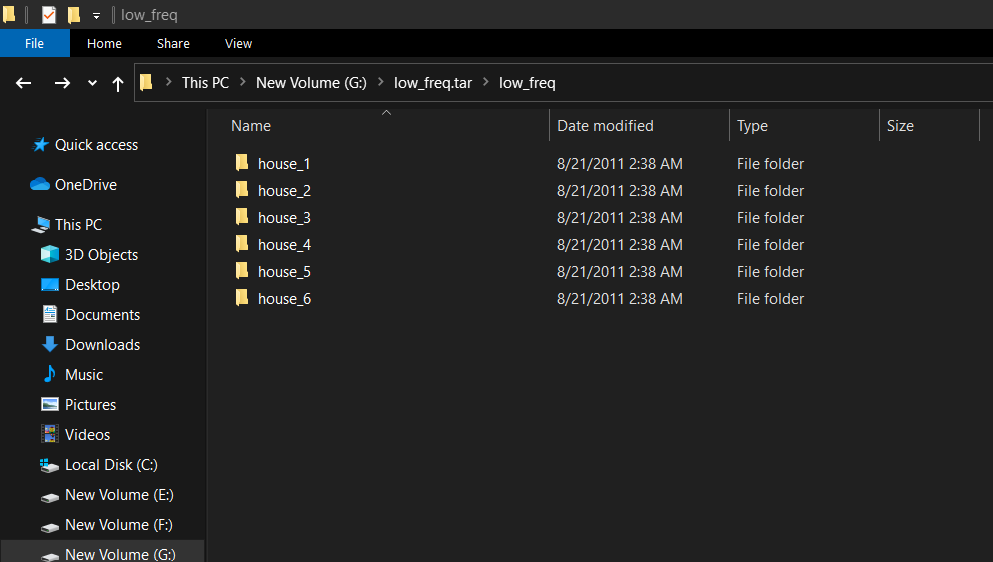 low_freq
File Home Share View
This PC New Volume (G:) low_freq.tar low_freq
Name Date modified Type Size
Quick access
OneDrive
This PC
3D Objects
Desktop
Documents
Downloads
Music
Pictures
Videos
Local Disk (C:)
New Volume (E:)
New Volume (F:)
New Volume (G:)
house_1 8/21/2011 2:38 AM File folder
house_2 8/21/2011 2:38 AM File folder
house_3 8/21/2011 2:38 AM File folder
house_4 8/21/2011 2:38 AM File folder
house_5 8/21/2011 2:38 AM File folder
house_6 8/21/2011 2:38 AM File folder